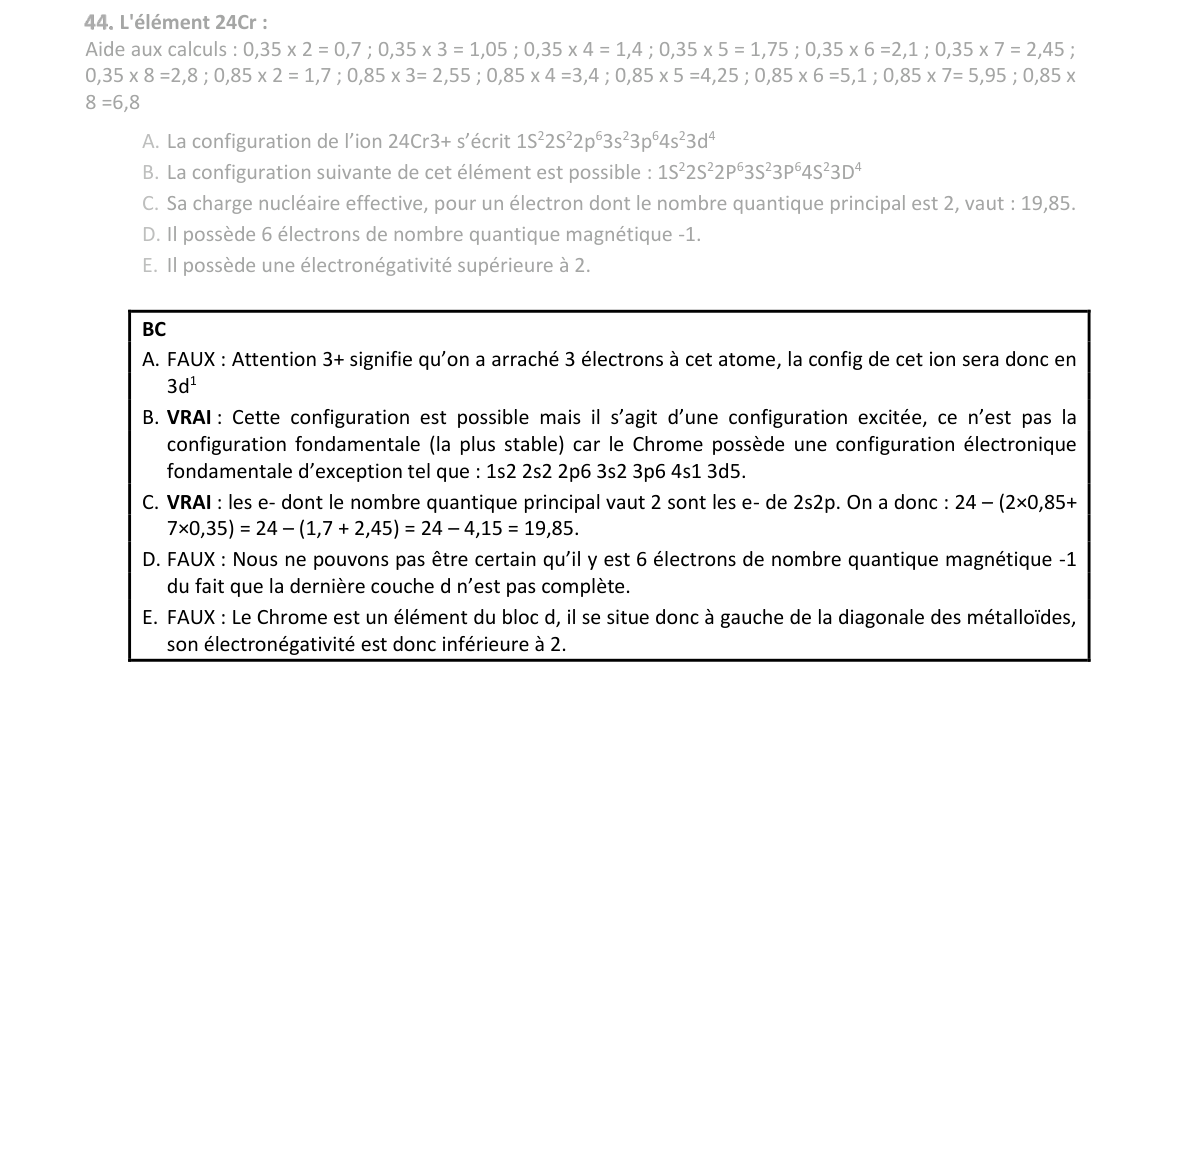 44. L'élément 24Cr :
Aide aux calculs : 0,35 x 2 = 0,7 ; 0,35 x 3 = 1,05 ; 0,35 x 4 = 1,4 ; 0,35 x 5 = 1,75 ; 0,35 x 6 =2,1 ; 0,35 x 7 = 2,45 ;
0,35 x 8 =2,8 ; 0,85 x 2 = 1,7 ; 0,85 x 3= 2,55 ; 0,85 x 4 =3,4 ; 0,85 x 5 =4,25 ; 0,85 x 6 =5,1 ; 0,85 x 7= 5,95 ; 0,85 x
8 =6,8
A. La configuration de l’ion 24Cr3+ s’écrit 1S²2S²2p⁶3s²3p⁶4s²3d⁴
B. La configuration suivante de cet élément est possible : 1S²2S²2P⁶3S²3P⁶4S²3D⁴
C. Sa charge nucléaire effective, pour un électron dont le nombre quantique principal est 2, vaut : 19,85.
D. Il possède 6 électrons de nombre quantique magnétique -1.
E. Il possède une électronégativité supérieure à 2.
BC
A. FAUX : Attention 3+ signifie qu’on a arraché 3 électrons à cet atome, la config de cet ion sera donc en
3d¹
B. VRAI : Cette configuration est possible mais il s’agit d’une configuration excitée, ce n’est pas la
configuration fondamentale (la plus stable) car le Chrome possède une configuration électronique
fondamentale d’exception tel que : 1s2 2s2 2p6 3s2 3p6 4s1 3d5.
C. VRAI : les e- dont le nombre quantique principal vaut 2 sont les e- de 2s2p. On a donc : 24 – (2×0,85+
7×0,35) = 24 – (1,7 + 2,45) = 24 – 4,15 = 19,85.
D. FAUX : Nous ne pouvons pas être certain qu’il y est 6 électrons de nombre quantique magnétique -1
du fait que la dernière couche d n’est pas complète.
E. FAUX : Le Chrome est un élément du bloc d, il se situe donc à gauche de la diagonale des métalloïdes,
son électronégativité est donc inférieure à 2.